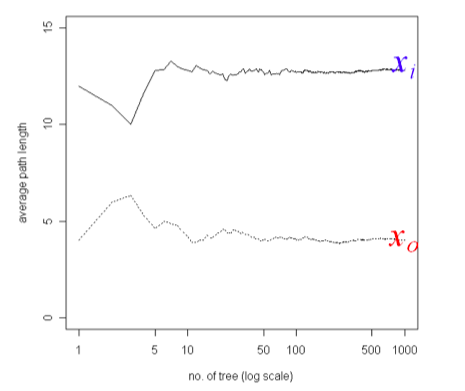 15
10
5
0
average path length
x_i
x_o
1 5 10 50 100 500 1000
no. of tree (log scale)